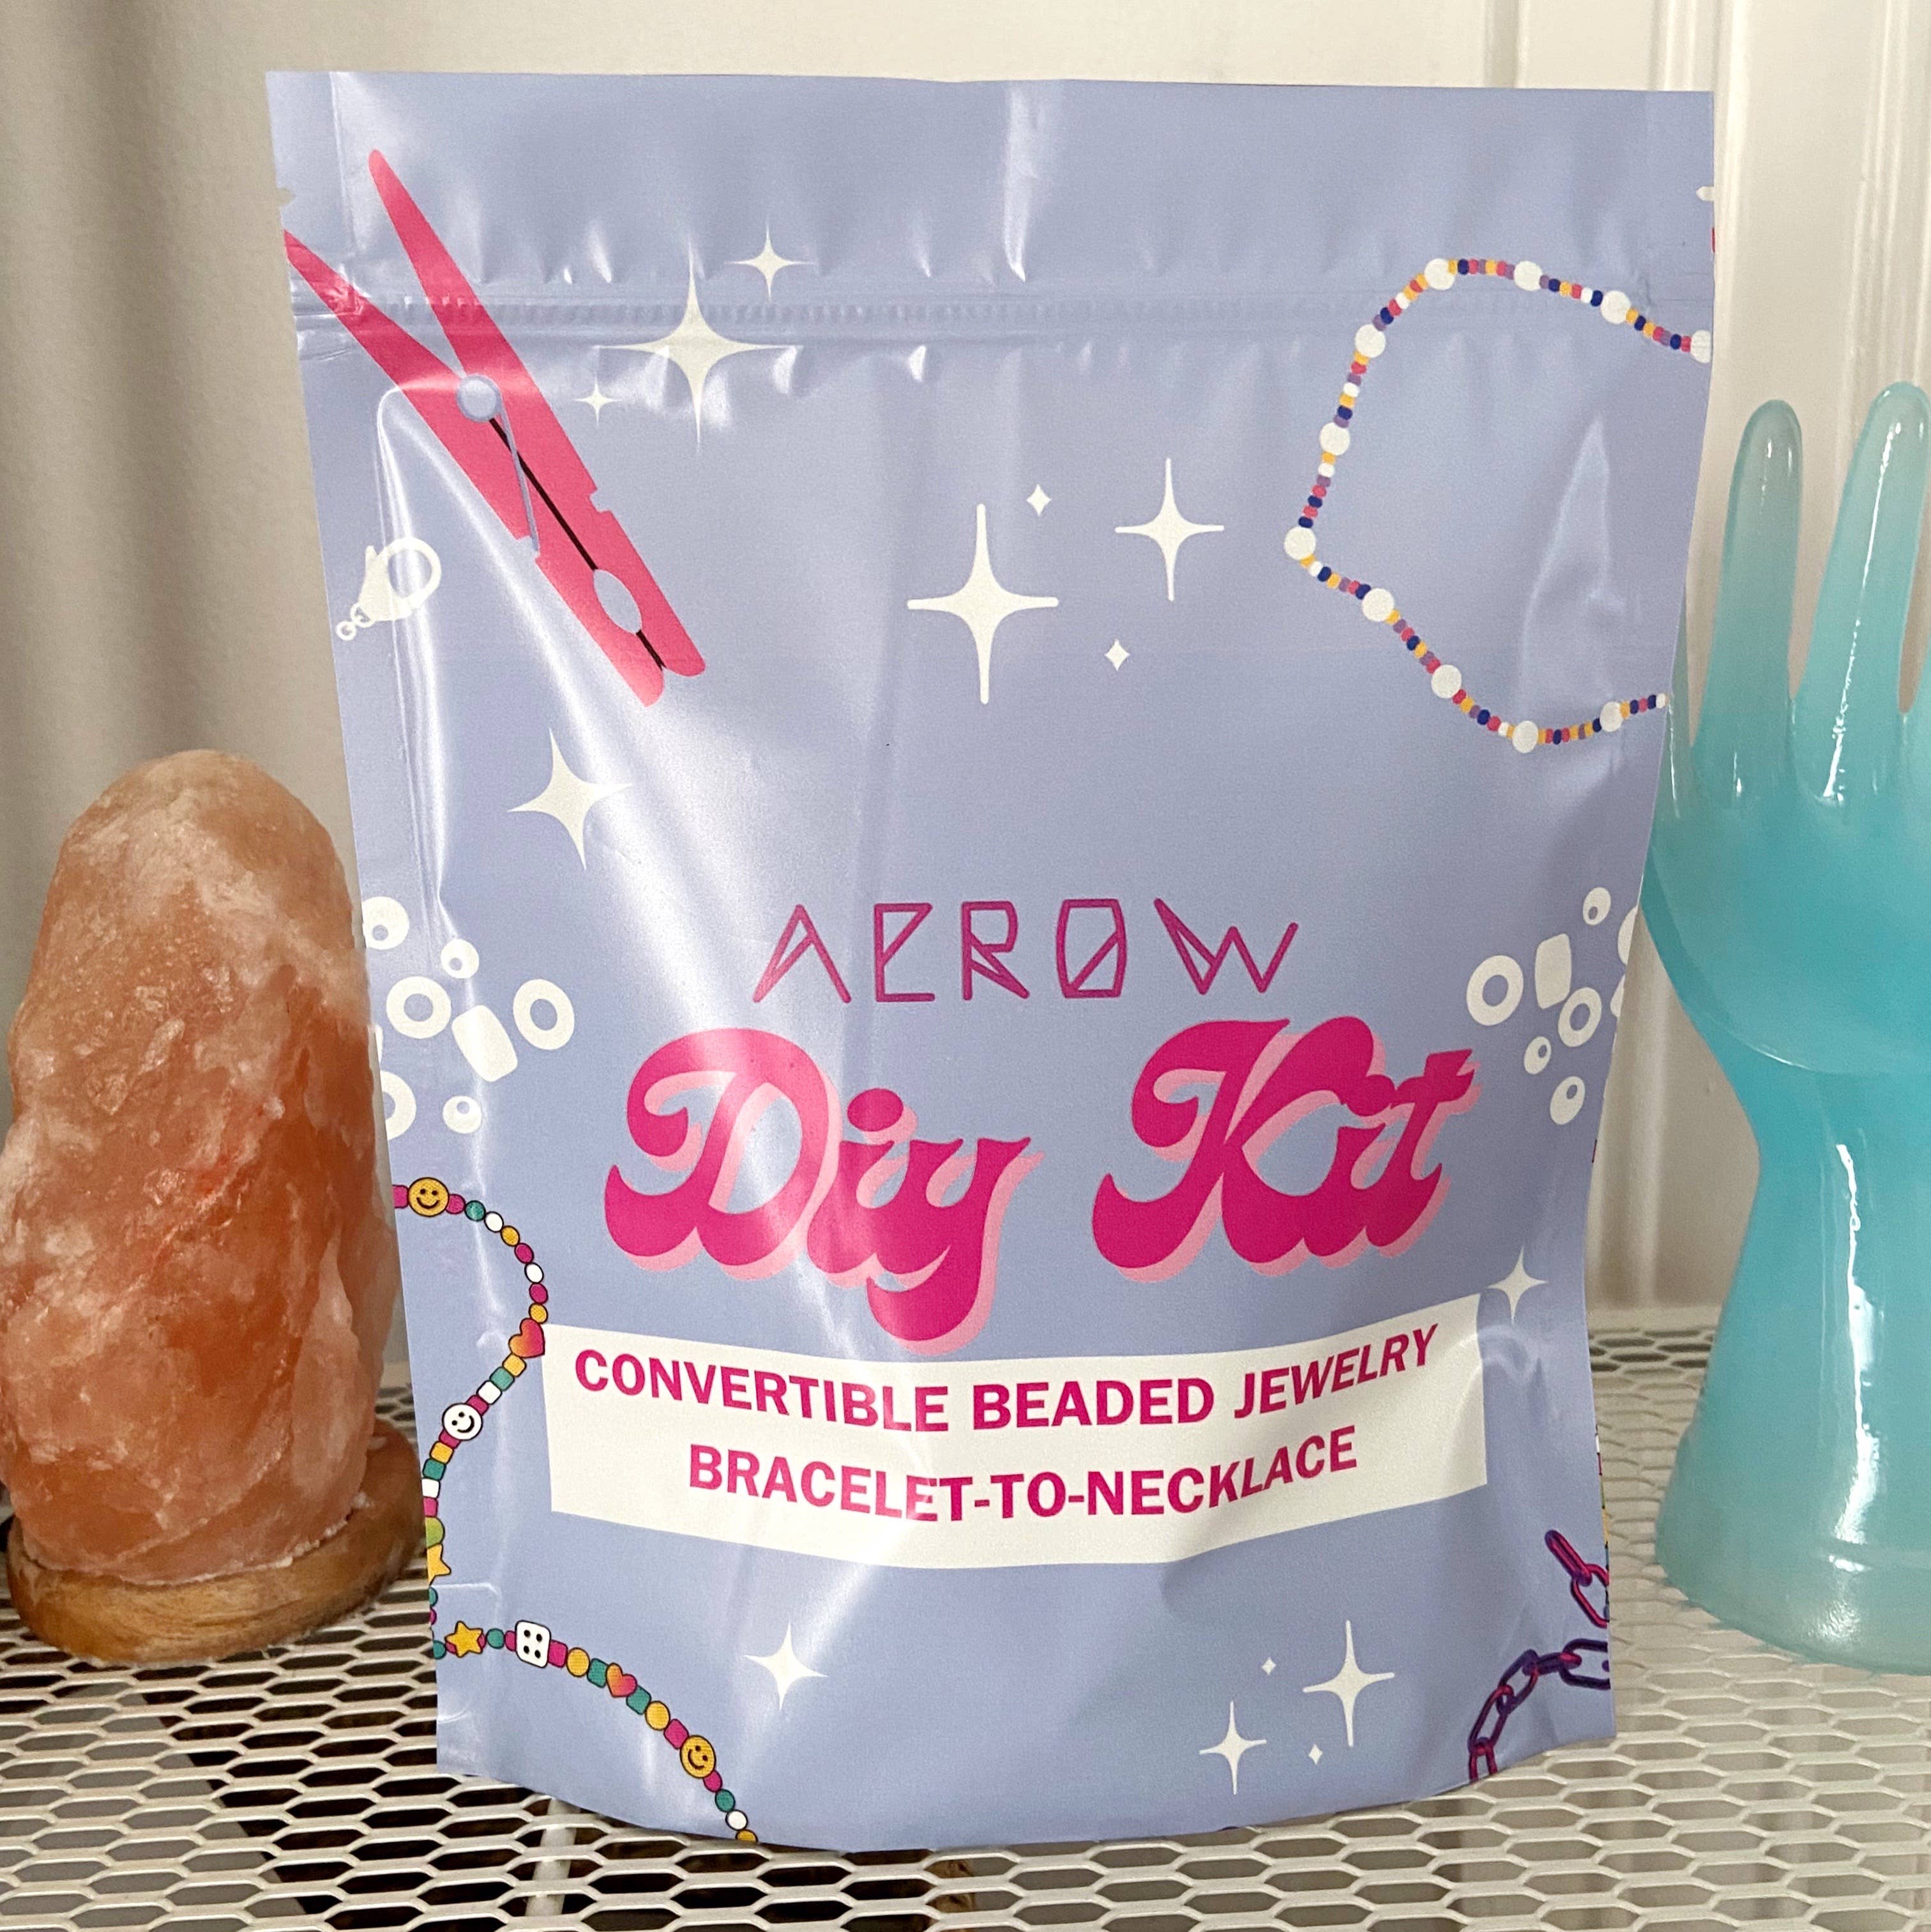 AEROW
Diy Kit
CONVERTIBLE BEADED JEWELRY
BRACELET-TO-NECKLACE